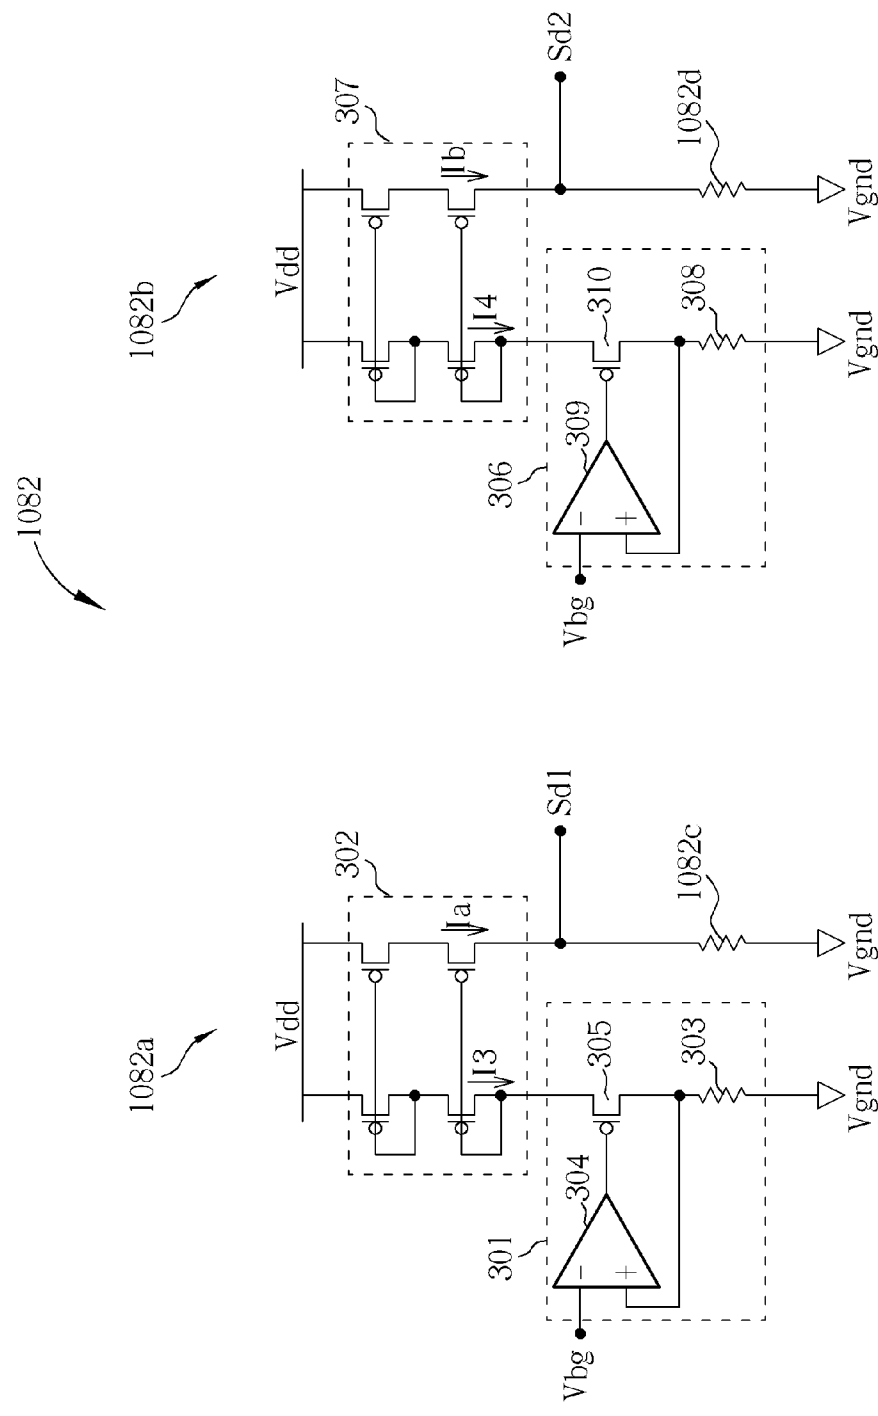 1082
1082a
Vdd
302
I3
Ia
Sd1
301
304
305
Vbg
-
+
303
1082c
Vgnd
Vgnd
1082b
Vdd
307
I4
Ib
Sd2
306
309
310
Vbg
-
+
308
1082d
Vgnd
Vgnd